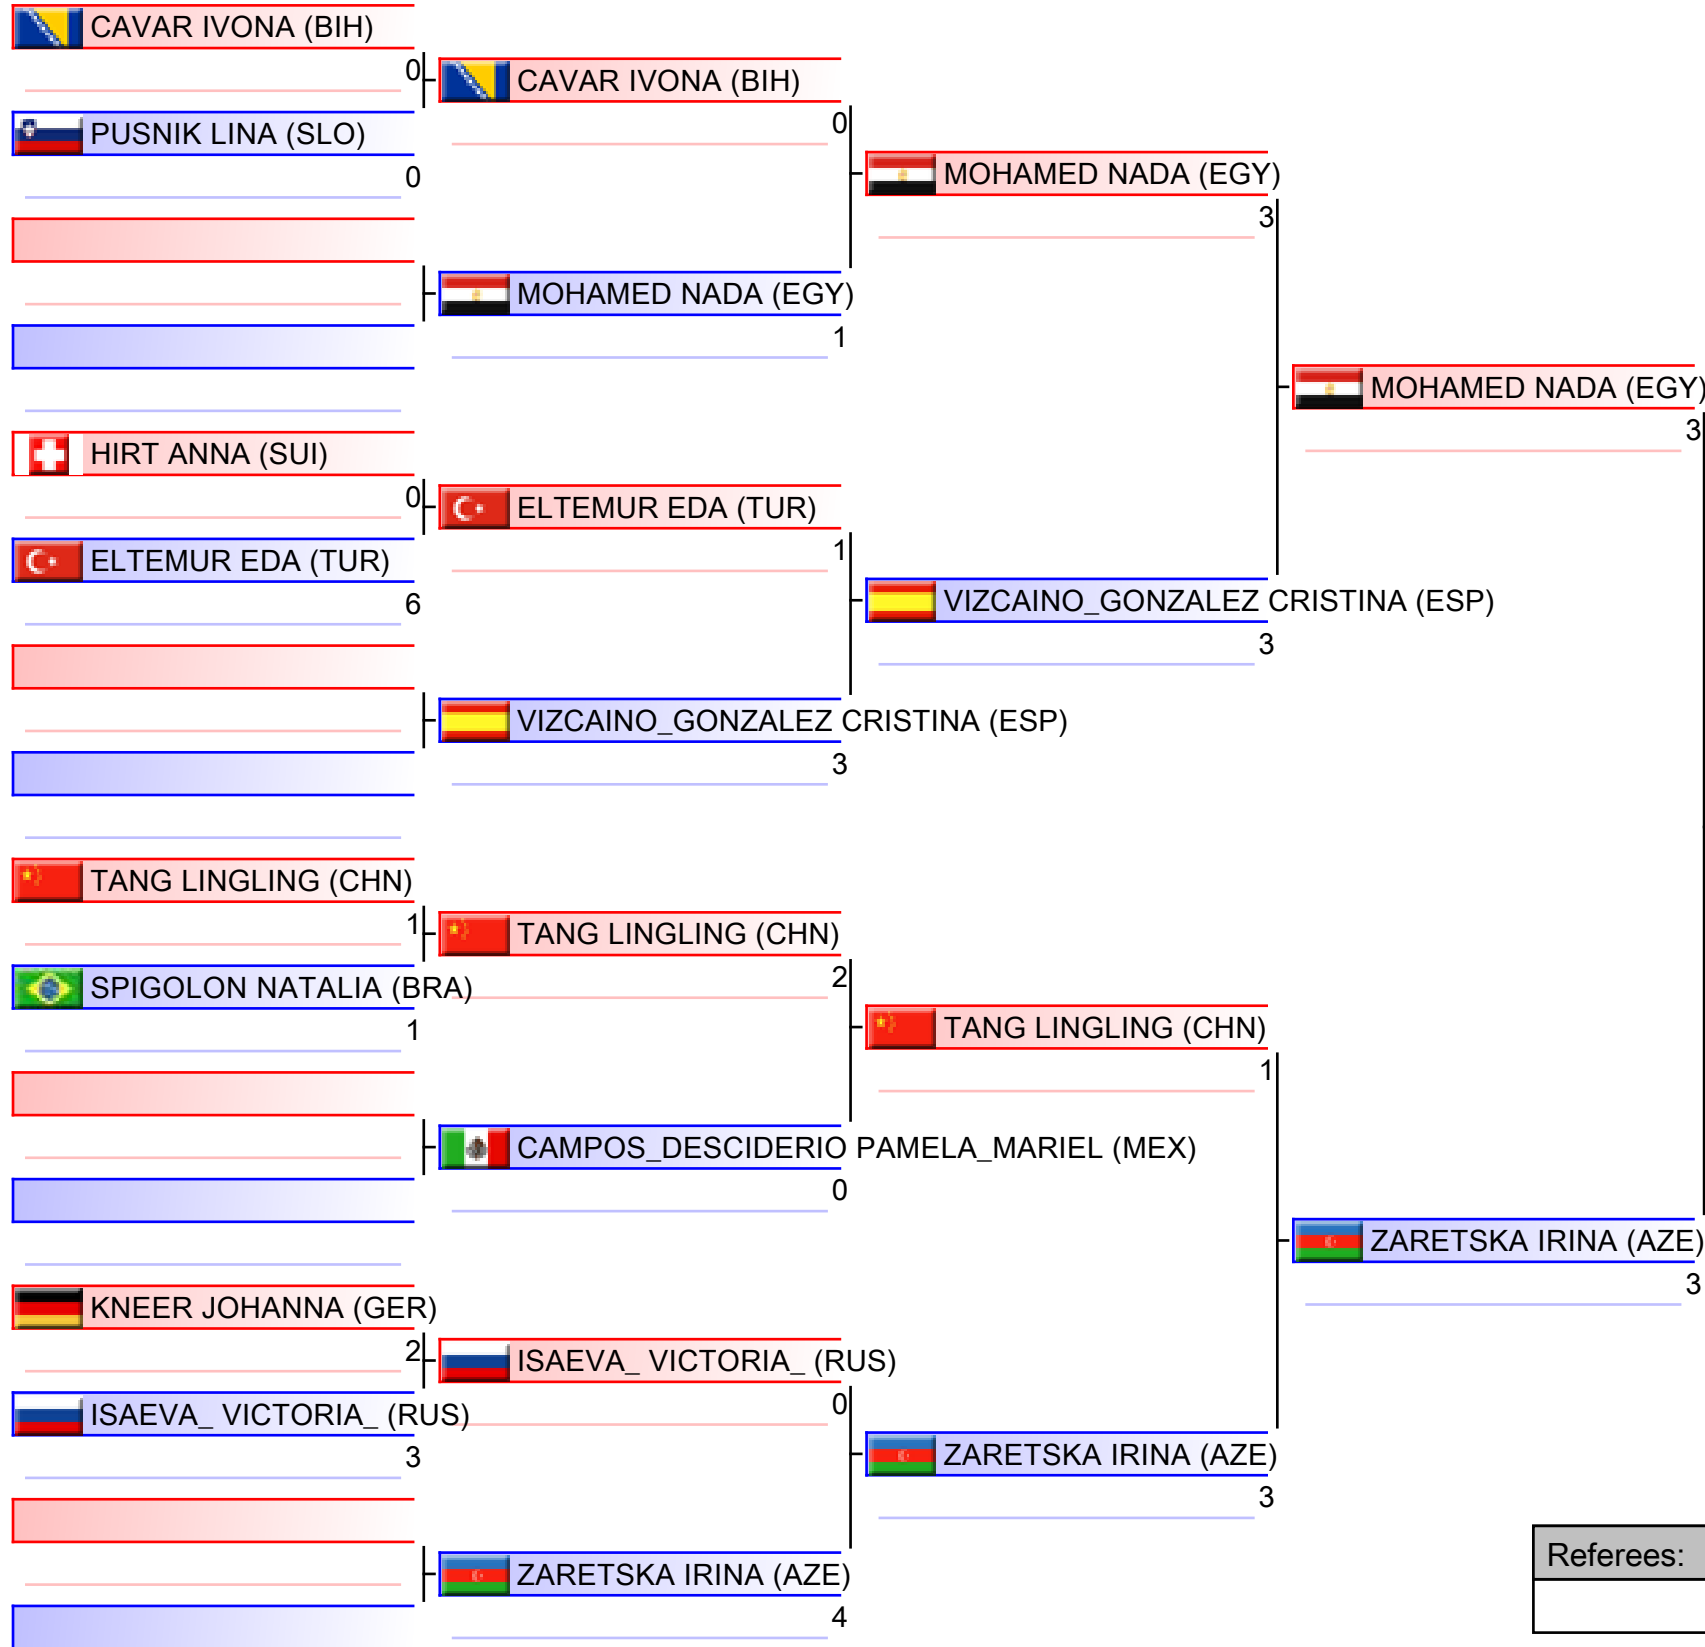 CAVAR IVONA (BIH)
0
PUSNIK LINA (SLO)
0
HIRT ANNA (SUI)
0
ELTEMUR EDA (TUR)
6
TANG LINGLING (CHN)
1
SPIGOLON NATALIA (BRA)
1
KNEER JOHANNA (GER)
2
ISAEVA_ VICTORIA_ (RUS)
3
CAVAR IVONA (BIH)
0
MOHAMED NADA (EGY)
1
ELTEMUR EDA (TUR)
1
VIZCAINO_GONZALEZ CRISTINA (ESP)
3
TANG LINGLING (CHN)
2
CAMPOS_DESCIDERIO PAMELA_MARIEL (MEX)
0
ISAEVA_ VICTORIA_ (RUS)
0
ZARETSKA IRINA (AZE)
4
MOHAMED NADA (EGY)
3
VIZCAINO_GONZALEZ CRISTINA (ESP)
3
TANG LINGLING (CHN)
1
ZARETSKA IRINA (AZE)
3
MOHAMED NADA (EGY)
3
ZARETSKA IRINA (AZE)
3
Referees: